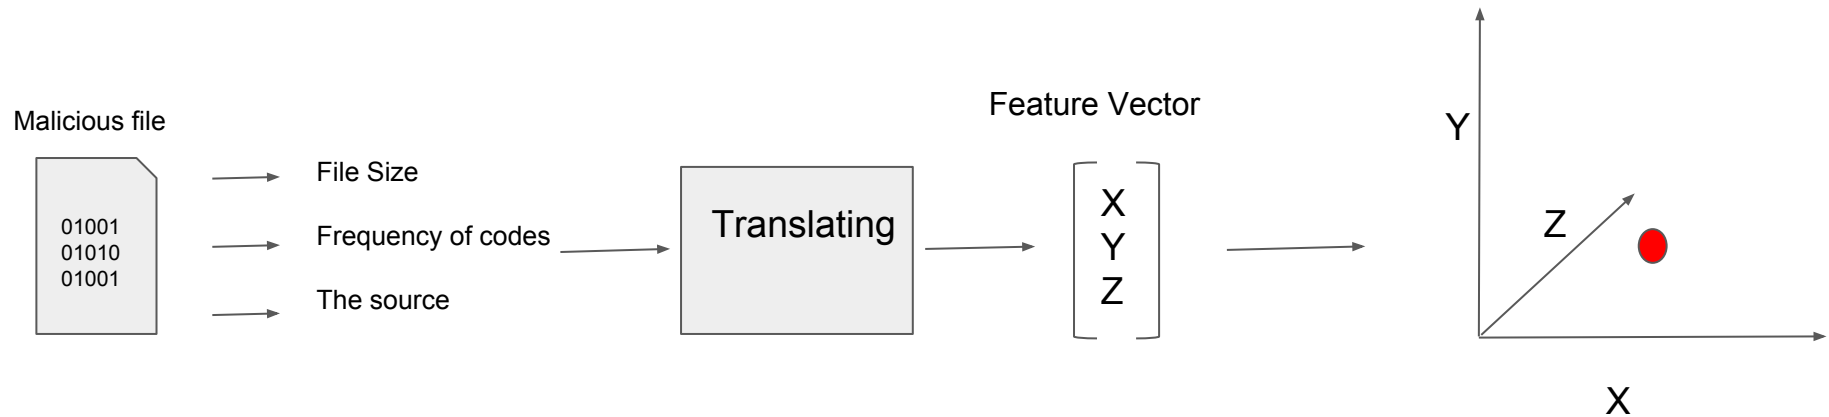 Malicious file
01001
01010
01001
File Size
Frequency of codes
The source
Translating
Feature Vector
X
Y
Z
Y
Z
X